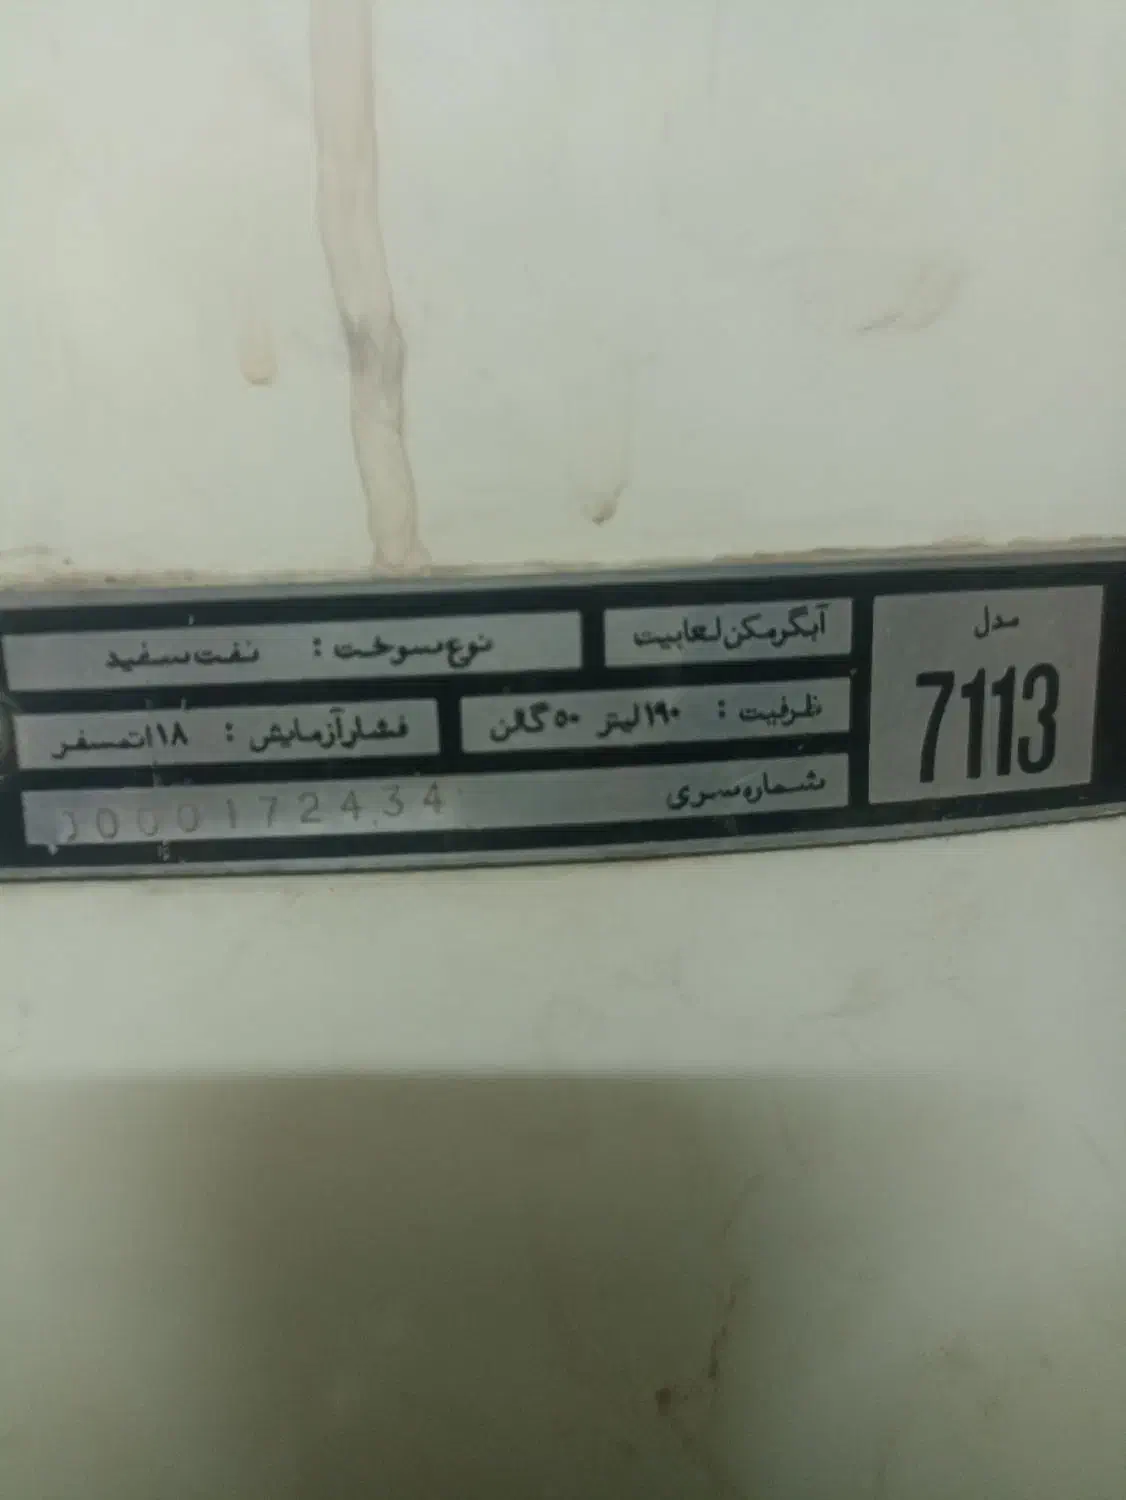 مدل
7113
آبگرمکن لعابیت
نوع سوخت : نفت سفید
ظرفیت : ۱۹۰ لیتر ۵۰ گالن
فشار آزمایش : ۱۸ اتمسفر
شماره سری
0000172434